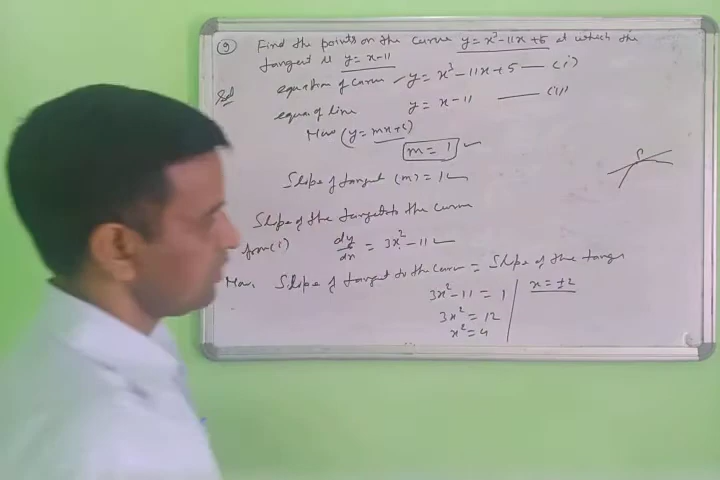 9 Find the points on the curve y = x³ - 11x + 5 at which the
tangent is y = x - 11
Sol equation of curve y = x³ - 11x + 5 — (i)
equn of line y = x - 11 — (ii)
(y = mx + c)
m = 1
Slope of tangent (m) = 1
Slope of the tangent to the curve
from (i) dy/dx = 3x² - 11
Slope of tangent to the curve = Slope of the tangent
3x² - 11 = 1
3x² = 12
x² = 4
x = ±2